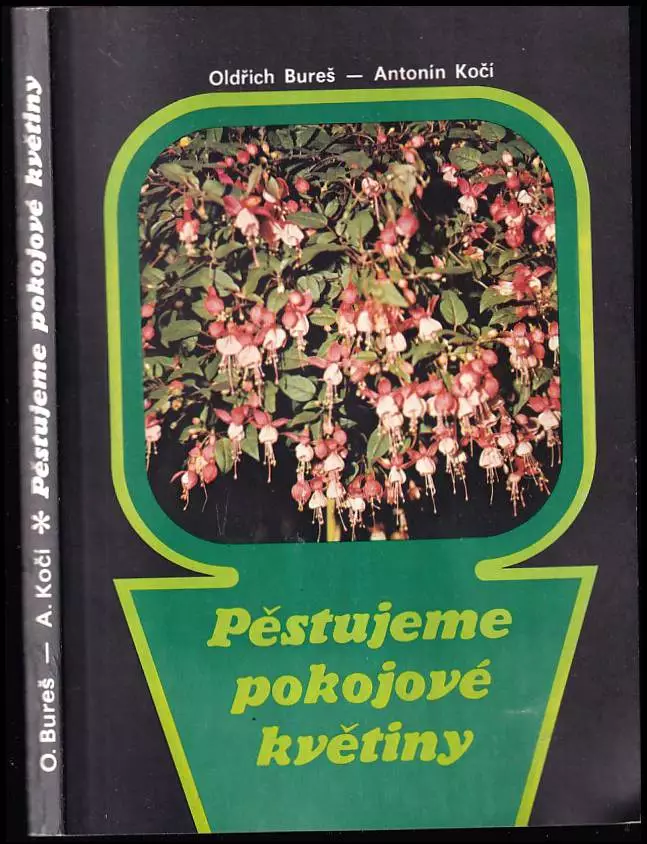 Oldřich Bureš — Antonín Kočí
Pěstujeme
pokojové
květiny
O. Bureš — A. Kočí * Pěstujeme pokojové květiny